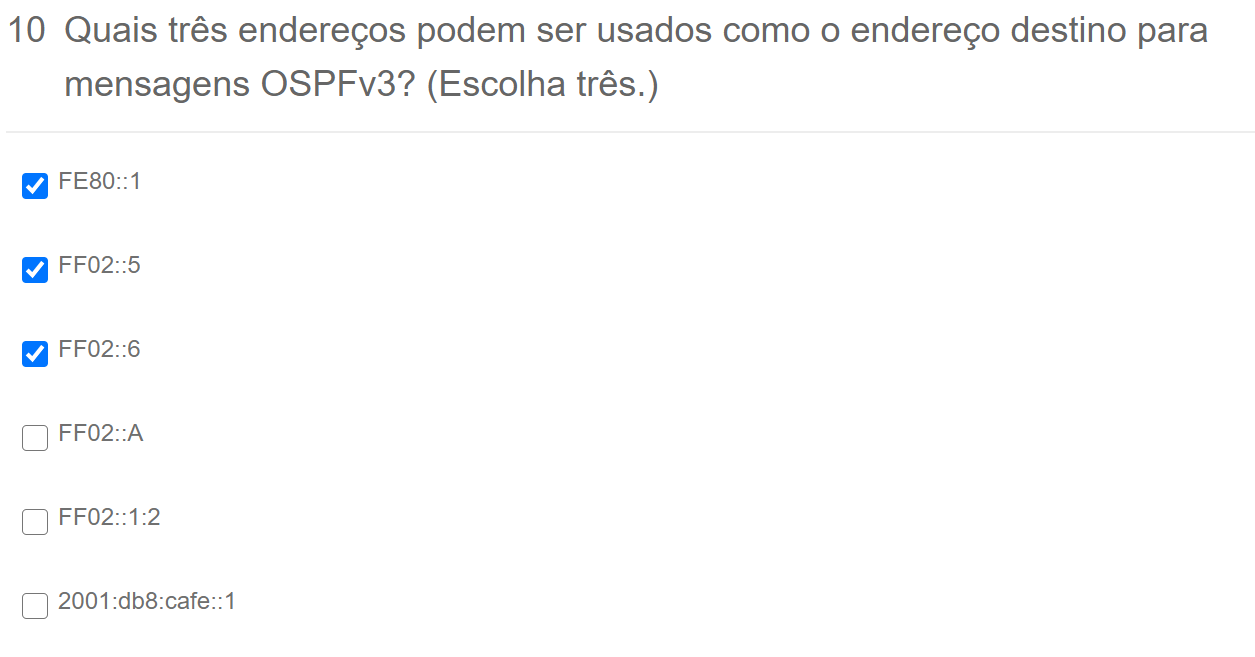 10 Quais três endereços podem ser usados como o endereço destino para
mensagens OSPFv3? (Escolha três.)
FE80::1
FF02::5
FF02::6
FF02::A
FF02::1:2
2001:db8:cafe::1